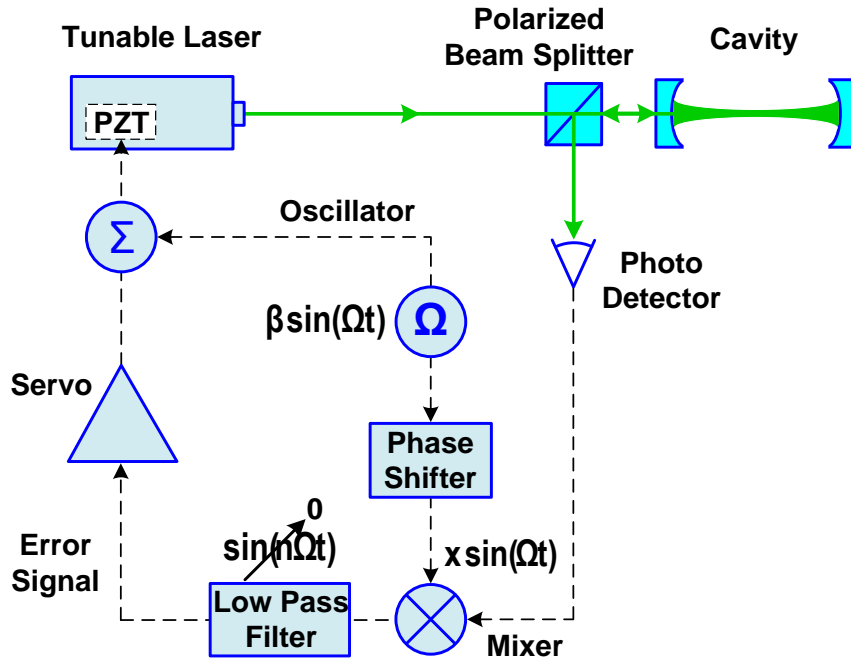 Tunable Laser
Polarized
Beam Splitter
Cavity
PZT
Σ
Oscillator
Photo
Detector
βsin(Ωt)
Ω
Servo
Phase
Shifter
0
sin(nΩt)
xsin(Ωt)
Error
Signal
Low Pass
Filter
Mixer